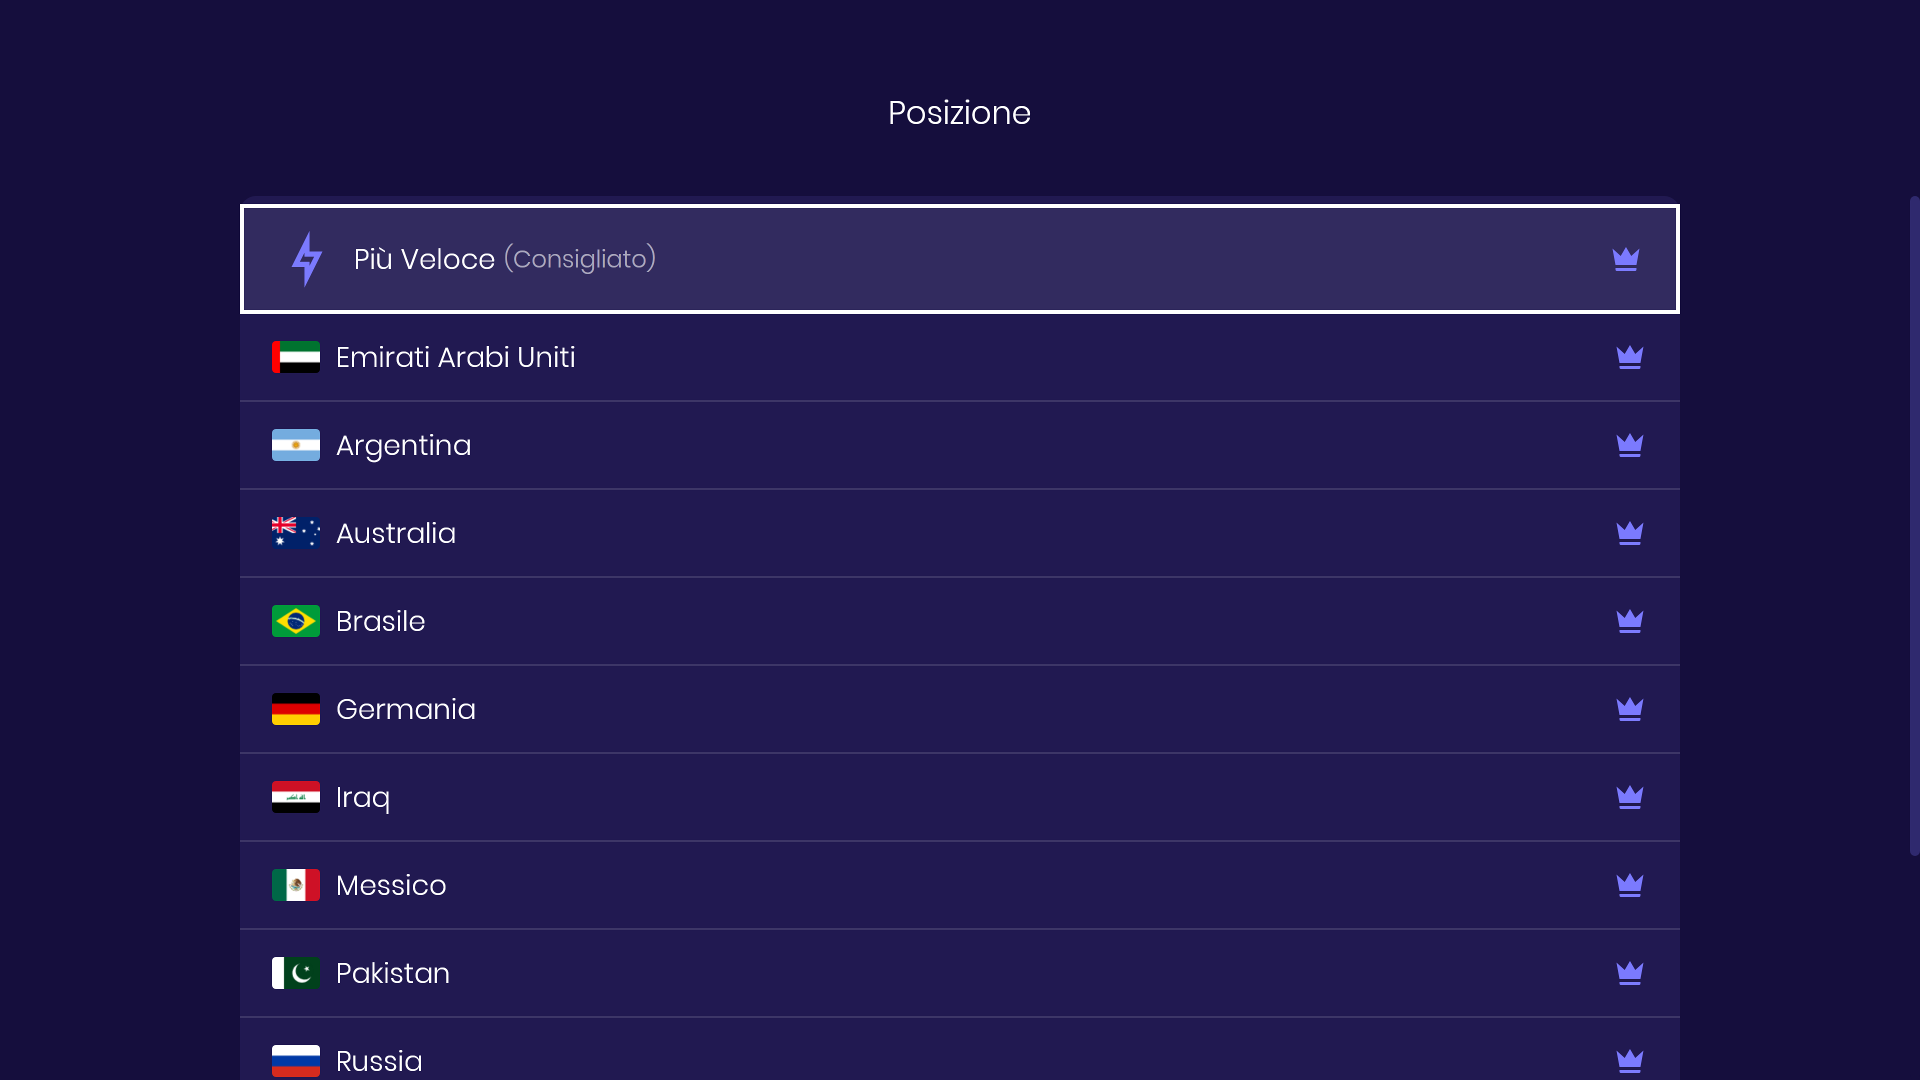 Posizione
Più Veloce (Consigliato)
Emirati Arabi Uniti
Argentina
Australia
Brasile
Germania
Iraq
Messico
Pakistan
Russia